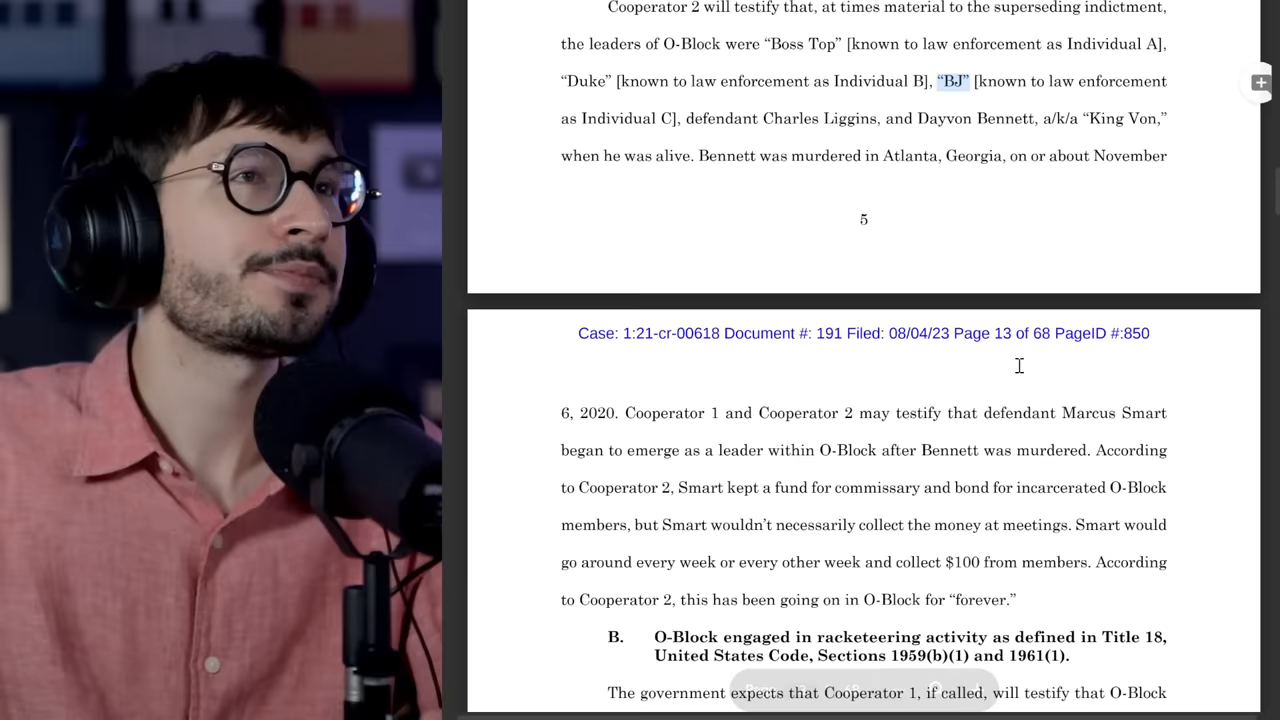 Cooperator 2 will testify that, at times material to the superseding indictment,
the leaders of O-Block were “Boss Top” [known to law enforcement as Individual A],
“Duke” [known to law enforcement as Individual B], “BJ” [known to law enforcement
as Individual C], defendant Charles Liggins, and Dayvon Bennett, a/k/a “King Von,”
when he was alive. Bennett was murdered in Atlanta, Georgia, on or about November
5
Case: 1:21-cr-00618 Document #: 191 Filed: 08/04/23 Page 13 of 68 PageID #:850
6, 2020. Cooperator 1 and Cooperator 2 may testify that defendant Marcus Smart
began to emerge as a leader within O-Block after Bennett was murdered. According
to Cooperator 2, Smart kept a fund for commissary and bond for incarcerated O-Block
members, but Smart wouldn’t necessarily collect the money at meetings. Smart would
go around every week or every other week and collect $100 from members. According
to Cooperator 2, this has been going on in O-Block for “forever.”
B. O-Block engaged in racketeering activity as defined in Title 18,
United States Code, Sections 1959(b)(1) and 1961(1).
The government expects that Cooperator 1, if called, will testify that O-Block